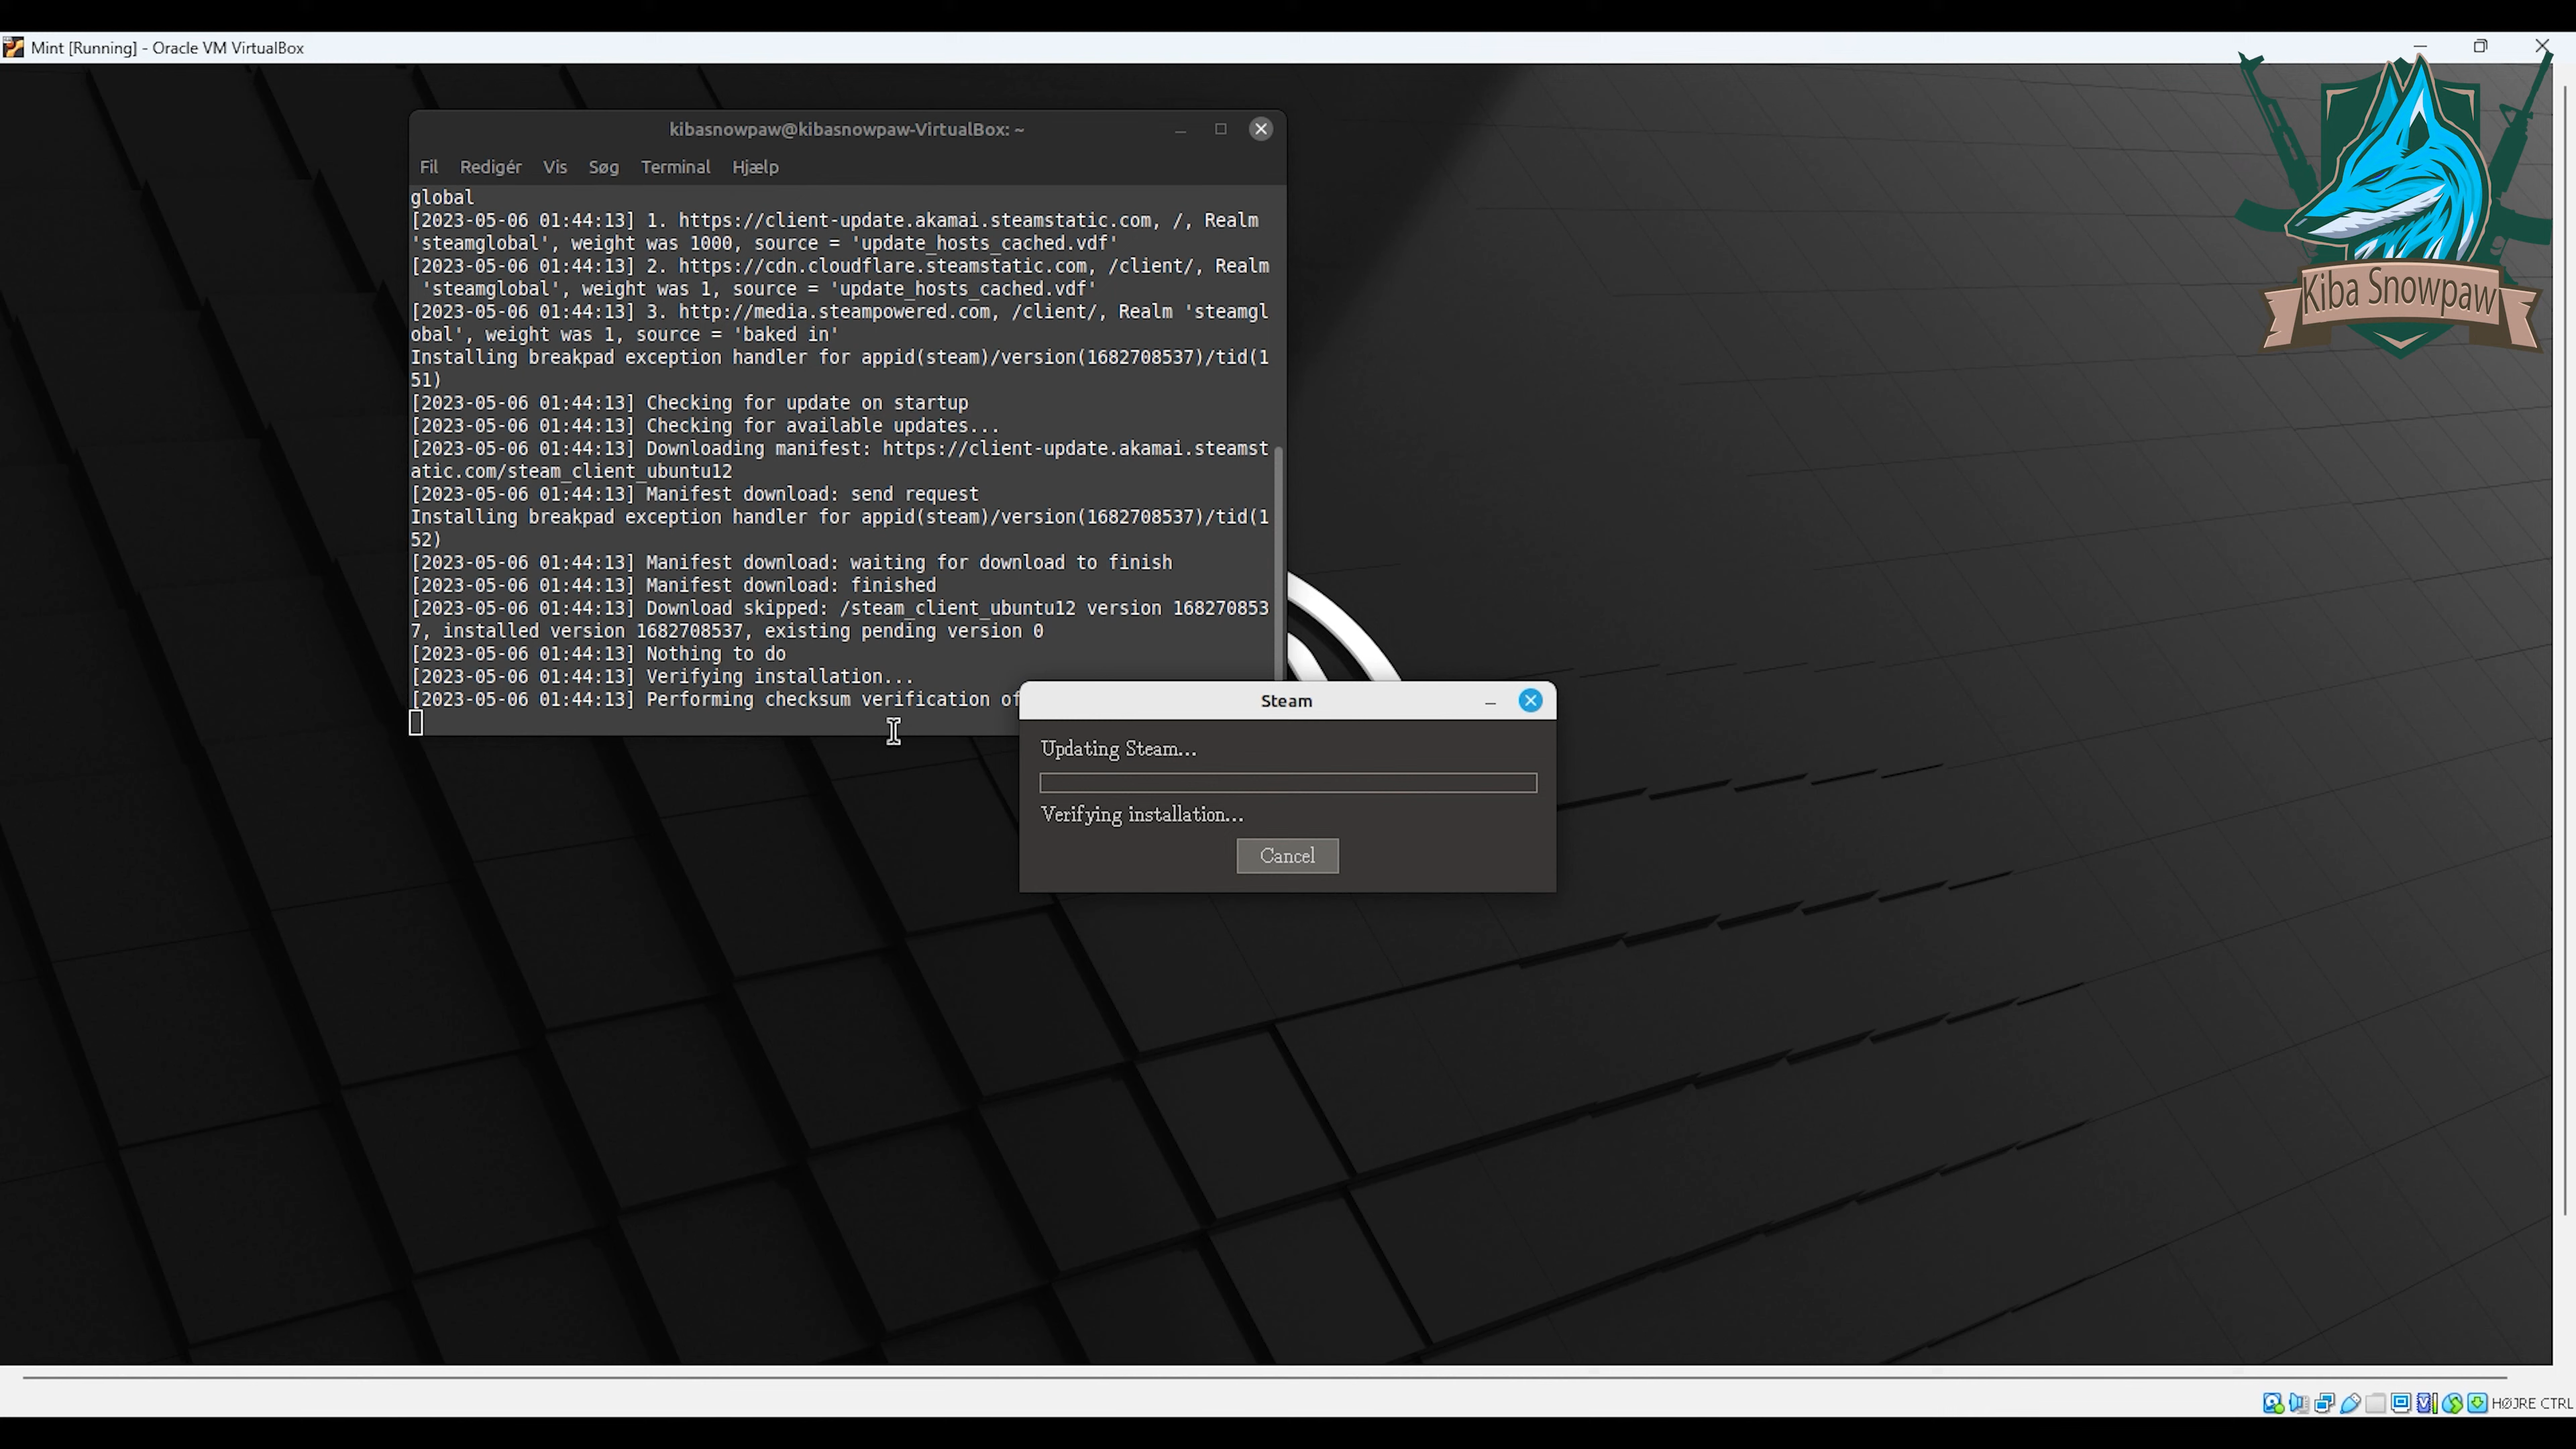 Mint [Running] - Oracle VM VirtualBox
Kiba Snowpaw
kibasnowpaw@kibasnowpaw-VirtualBox: ~
Fil Redigér Vis Søg Terminal Hjælp
global
[2023-05-06 01:44:13] 1. https://client-update.akamai.steamstatic.com, /, Realm
'steamglobal', weight was 1000, source = 'update_hosts_cached.vdf'
[2023-05-06 01:44:13] 2. https://cdn.cloudflare.steamstatic.com, /client/, Realm
'steamglobal', weight was 1, source = 'update_hosts_cached.vdf'
[2023-05-06 01:44:13] 3. http://media.steampowered.com, /client/, Realm 'steamgl
obal', weight was 1, source = 'baked in'
Installing breakpad exception handler for appid(steam)/version(1682708537)/tid(1
51)
[2023-05-06 01:44:13] Checking for update on startup
[2023-05-06 01:44:13] Checking for available updates...
[2023-05-06 01:44:13] Downloading manifest: https://client-update.akamai.steamst
atic.com/steam_client_ubuntu12
[2023-05-06 01:44:13] Manifest download: send request
Installing breakpad exception handler for appid(steam)/version(1682708537)/tid(1
52)
[2023-05-06 01:44:13] Manifest download: waiting for download to finish
[2023-05-06 01:44:13] Manifest download: finished
[2023-05-06 01:44:13] Download skipped: /steam_client_ubuntu12 version 168270853
7, installed version 1682708537, existing pending version 0
[2023-05-06 01:44:13] Nothing to do
[2023-05-06 01:44:13] Verifying installation...
[2023-05-06 01:44:13] Performing checksum verification of
Steam
Updating Steam...
Verifying installation...
Cancel
HØJRE CTRL